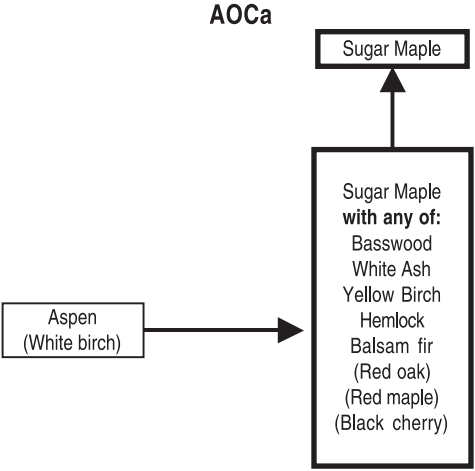 AOCa
Sugar Maple
Sugar Maple
with any of:
Basswood
White Ash
Yellow Birch
Hemlock
Balsam fir
(Red oak)
(Red maple)
(Black cherry)
Aspen
(White birch)